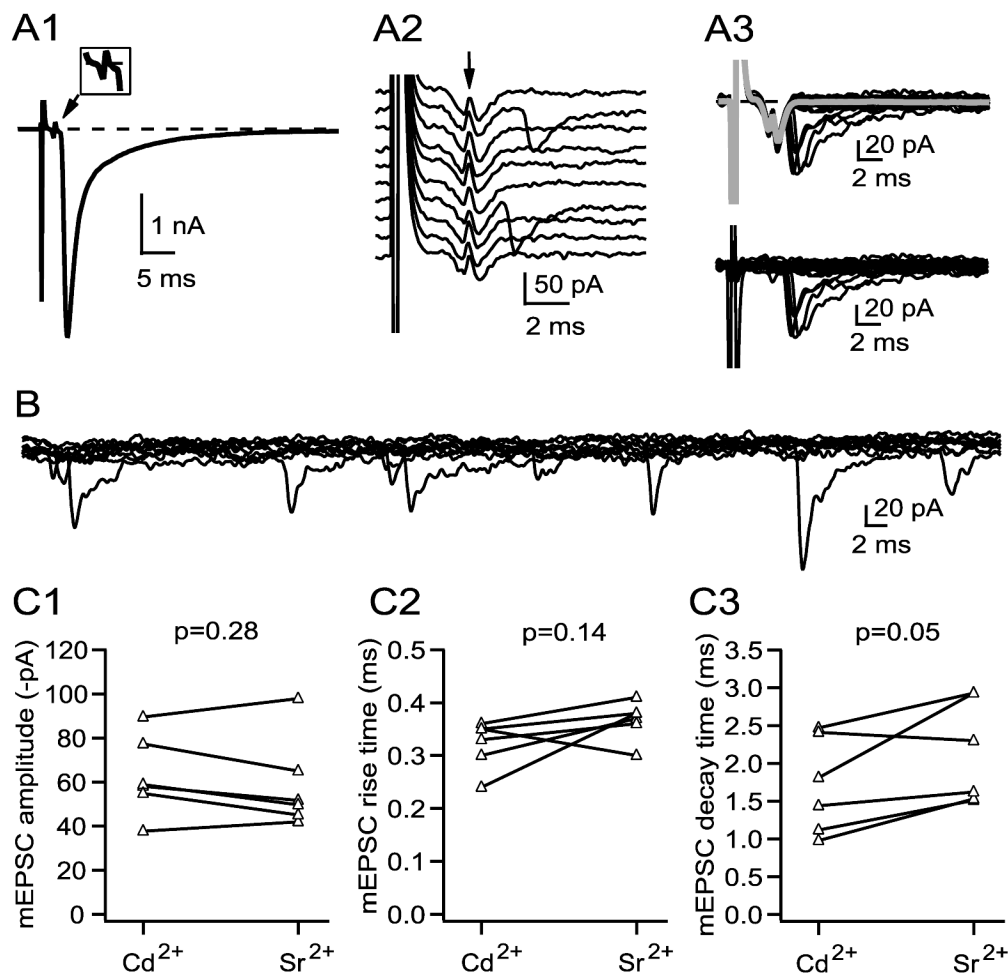 A1
A2
A3
1 nA
5 ms
50 pA
2 ms
20 pA
2 ms
20 pA
2 ms
B
20 pA
2 ms
C1
p=0.28
mEPSC amplitude (-pA)
120
100
80
60
40
20
0
Cd²⁺
Sr²⁺
C2
p=0.14
mEPSC rise time (ms)
0.5
0.4
0.3
0.2
0.1
0.0
Cd²⁺
Sr²⁺
C3
p=0.05
mEPSC decay time (ms)
3.5
3.0
2.5
2.0
1.5
1.0
0.5
0.0
Cd²⁺
Sr²⁺